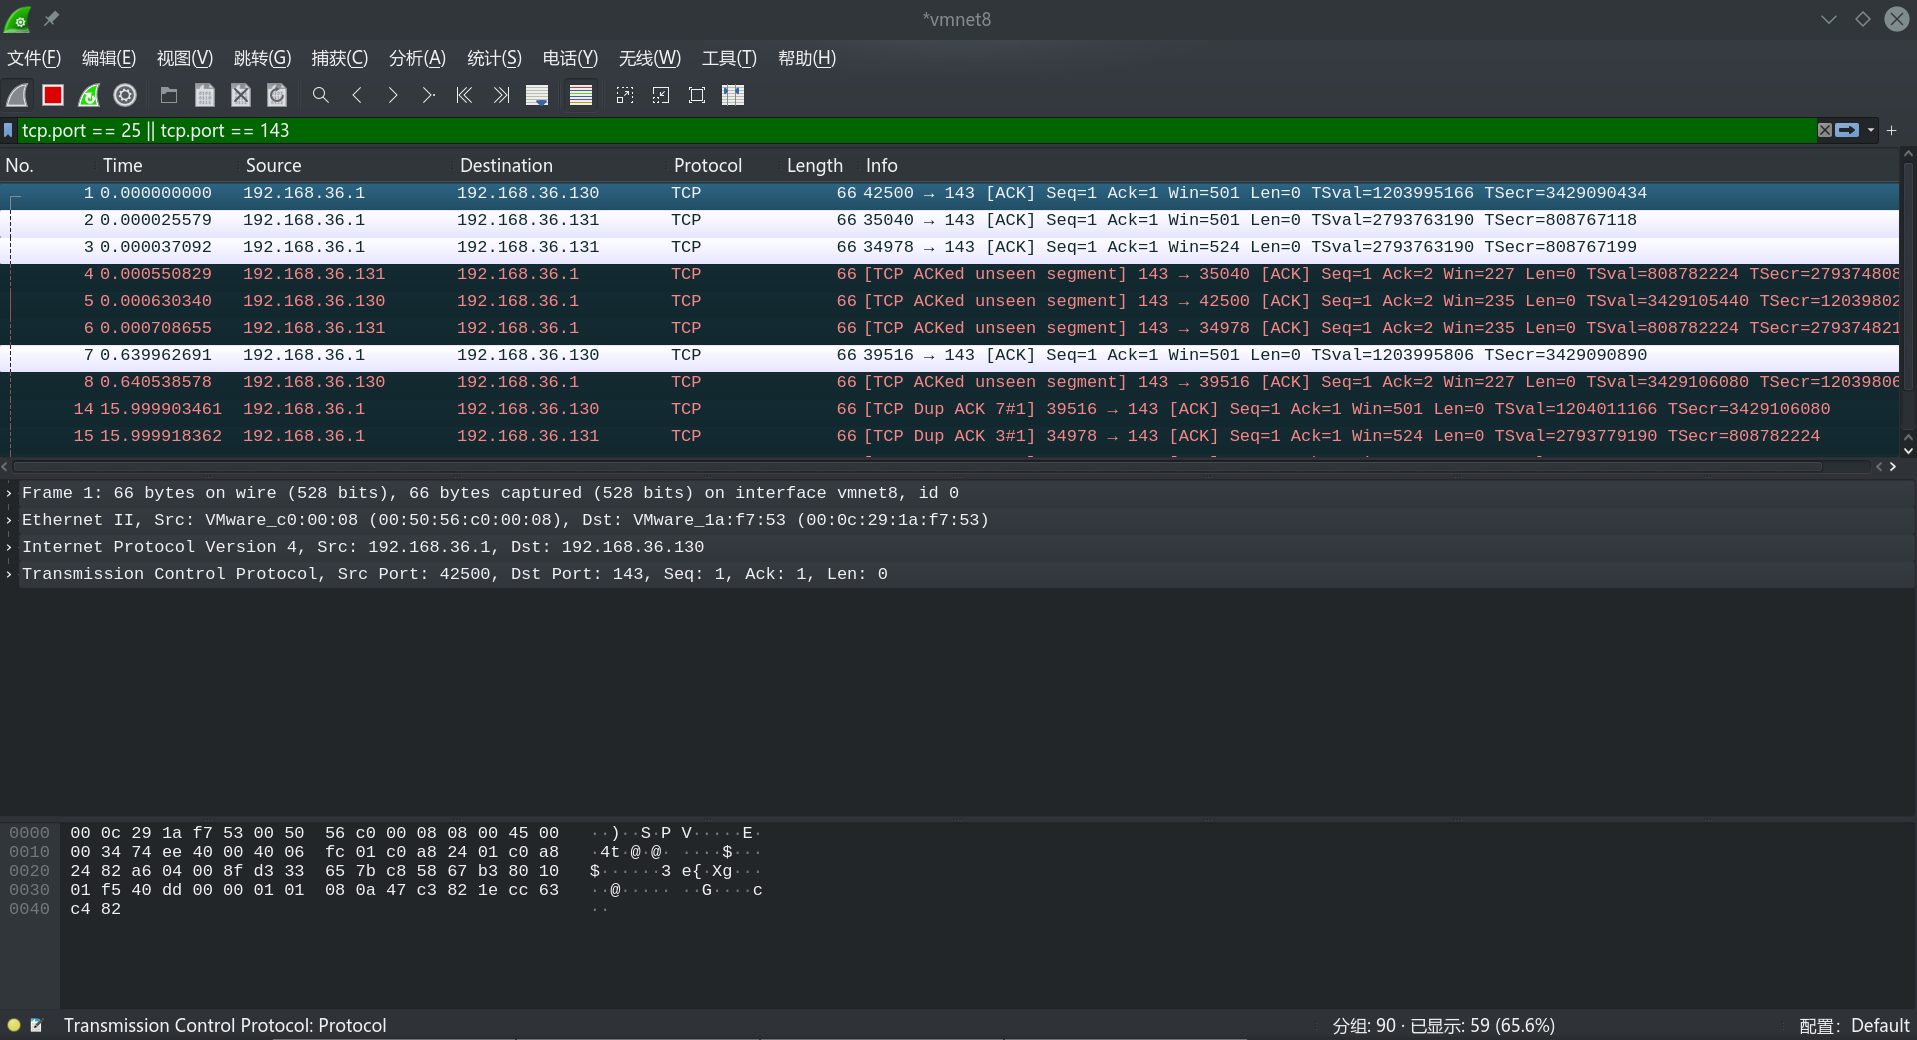 *vmnet8
文件(F) 编辑(E) 视图(V) 跳转(G) 捕获(C) 分析(A) 统计(S) 电话(Y) 无线(W) 工具(T) 帮助(H)
tcp.port == 25 || tcp.port == 143
No. Time Source Destination Protocol Length Info
1 0.000000000 192.168.36.1 192.168.36.130 TCP 66 42500 → 143 [ACK] Seq=1 Ack=1 Win=501 Len=0 TSval=1203995166 TSecr=3429090434
2 0.000025579 192.168.36.1 192.168.36.131 TCP 66 35040 → 143 [ACK] Seq=1 Ack=1 Win=501 Len=0 TSval=2793763190 TSecr=808767118
3 0.000037092 192.168.36.1 192.168.36.131 TCP 66 34978 → 143 [ACK] Seq=1 Ack=1 Win=524 Len=0 TSval=2793763190 TSecr=808767199
4 0.000550829 192.168.36.131 192.168.36.1 TCP 66 [TCP ACKed unseen segment] 143 → 35040 [ACK] Seq=1 Ack=2 Win=227 Len=0 TSval=808782224 TSecr=279374808
5 0.000630340 192.168.36.130 192.168.36.1 TCP 66 [TCP ACKed unseen segment] 143 → 42500 [ACK] Seq=1 Ack=2 Win=235 Len=0 TSval=3429105440 TSecr=12039802
6 0.000708655 192.168.36.131 192.168.36.1 TCP 66 [TCP ACKed unseen segment] 143 → 34978 [ACK] Seq=1 Ack=2 Win=235 Len=0 TSval=808782224 TSecr=279374821
7 0.639962691 192.168.36.1 192.168.36.130 TCP 66 39516 → 143 [ACK] Seq=1 Ack=1 Win=501 Len=0 TSval=1203995806 TSecr=3429090890
8 0.640538578 192.168.36.130 192.168.36.1 TCP 66 [TCP ACKed unseen segment] 143 → 39516 [ACK] Seq=1 Ack=2 Win=227 Len=0 TSval=3429106080 TSecr=12039806
14 15.999903461 192.168.36.1 192.168.36.130 TCP 66 [TCP Dup ACK 7#1] 39516 → 143 [ACK] Seq=1 Ack=1 Win=501 Len=0 TSval=1204011166 TSecr=3429106080
15 15.999918362 192.168.36.1 192.168.36.131 TCP 66 [TCP Dup ACK 3#1] 34978 → 143 [ACK] Seq=1 Ack=1 Win=524 Len=0 TSval=2793779190 TSecr=808782224
Frame 1: 66 bytes on wire (528 bits), 66 bytes captured (528 bits) on interface vmnet8, id 0
Ethernet II, Src: VMware_c0:00:08 (00:50:56:c0:00:08), Dst: VMware_1a:f7:53 (00:0c:29:1a:f7:53)
Internet Protocol Version 4, Src: 192.168.36.1, Dst: 192.168.36.130
Transmission Control Protocol, Src Port: 42500, Dst Port: 143, Seq: 1, Ack: 1, Len: 0
0000 00 0c 29 1a f7 53 00 50 56 c0 00 08 08 00 45 00 ··)··S·P V·····E·
0010 00 34 74 ee 40 00 40 06 fc 01 c0 a8 24 01 c0 a8 ·4t·@·@· ····$···
0020 24 82 a6 04 00 8f d3 33 65 7b c8 58 67 b3 80 10 $······3 e{·Xg···
0030 01 f5 40 dd 00 00 01 01 08 0a 47 c3 82 1e cc 63 ··@····· ··G····c
0040 c4 82 ··
Transmission Control Protocol: Protocol 分组: 90 · 已显示: 59 (65.6%) 配置: Default